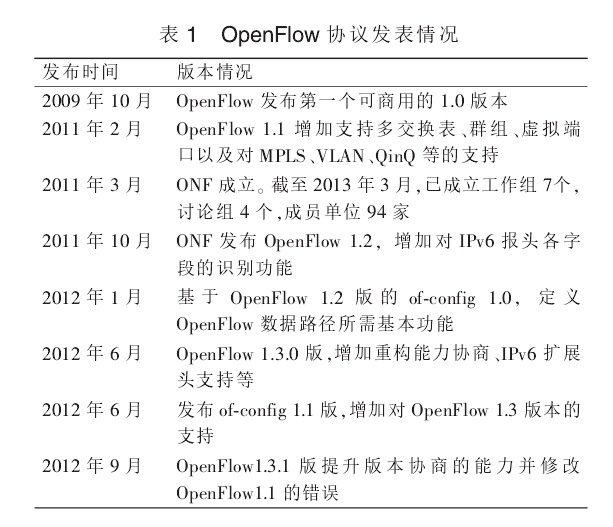 表 1 OpenFlow 协议发表情况
发布时间 版本情况
2009 年 10 月 OpenFlow 发布第一个可商用的 1.0 版本
2011 年 2 月 OpenFlow 1.1 增加支持多交换表、群组、虚拟端
口以及对 MPLS、VLAN、QinQ 等的支持
2011 年 3 月 ONF 成立。截至 2013 年 3 月,已成立工作组 7个,
讨论组 4 个,成员单位 94 家
2011 年 10 月 ONF 发布 OpenFlow 1.2, 增加对 IPv6 报头各字
段的识别功能
2012 年 1 月 基于 OpenFlow 1.2 版的 of-config 1.0, 定义
OpenFlow 数据路径所需基本功能
2012 年 6 月 OpenFlow 1.3.0 版,增加重构能力协商、IPv6 扩展
头支持等
2012 年 6 月 发布 of-config 1.1 版,增加对 OpenFlow 1.3 版本的
支持
2012 年 9 月 OpenFlow1.3.1 版提升版本协商的能力并修改
OpenFlow1.1 的错误